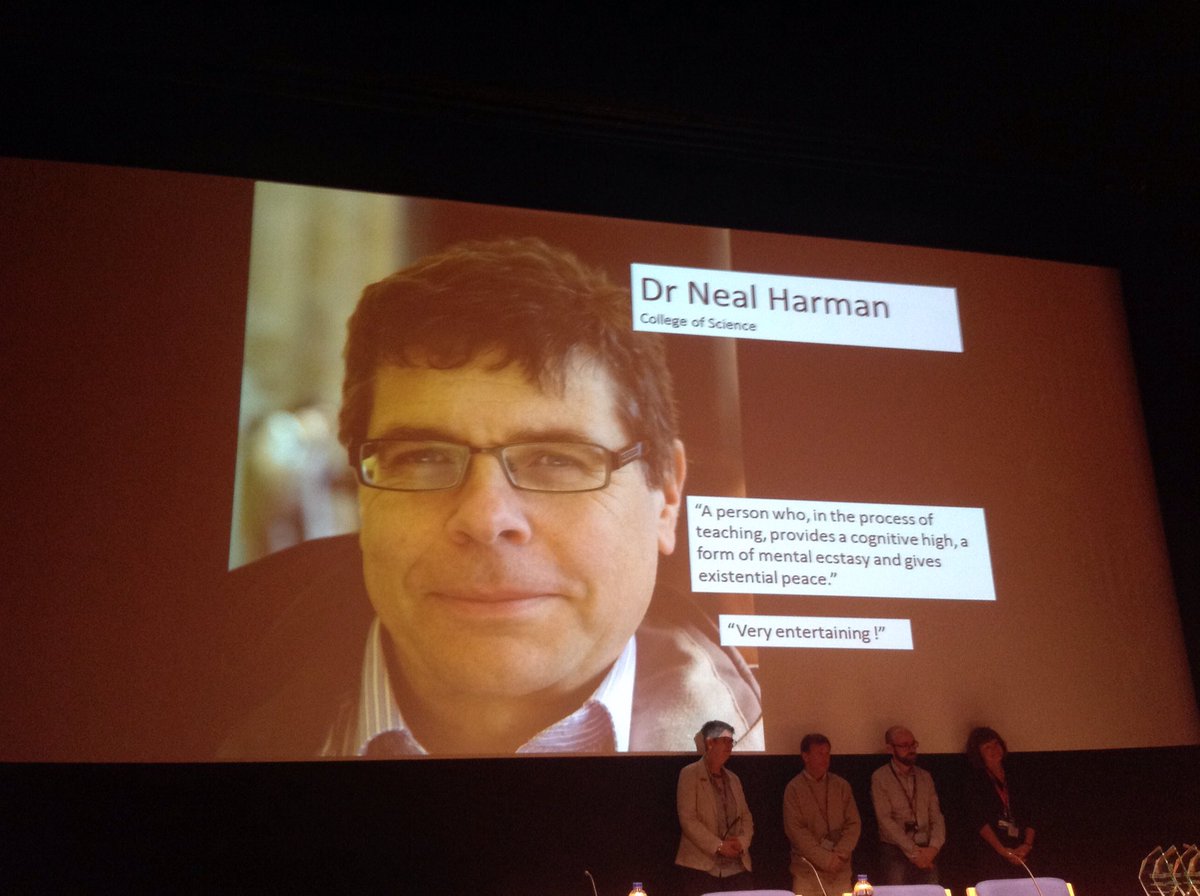 Dr Neal Harman
College of Science
“A person who, in the process of
teaching, provides a cognitive high, a
form of mental ecstasy and gives
existential peace.”
“Very entertaining !”